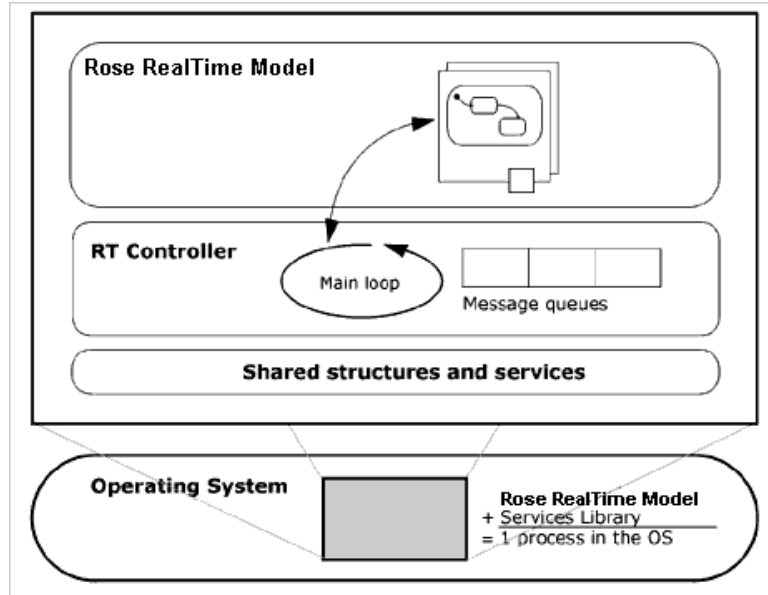 Rose RealTime Model
RT Controller
Main loop
Message queues
Shared structures and services
Operating System
Rose RealTime Model
+ Services Library
= 1 process in the OS